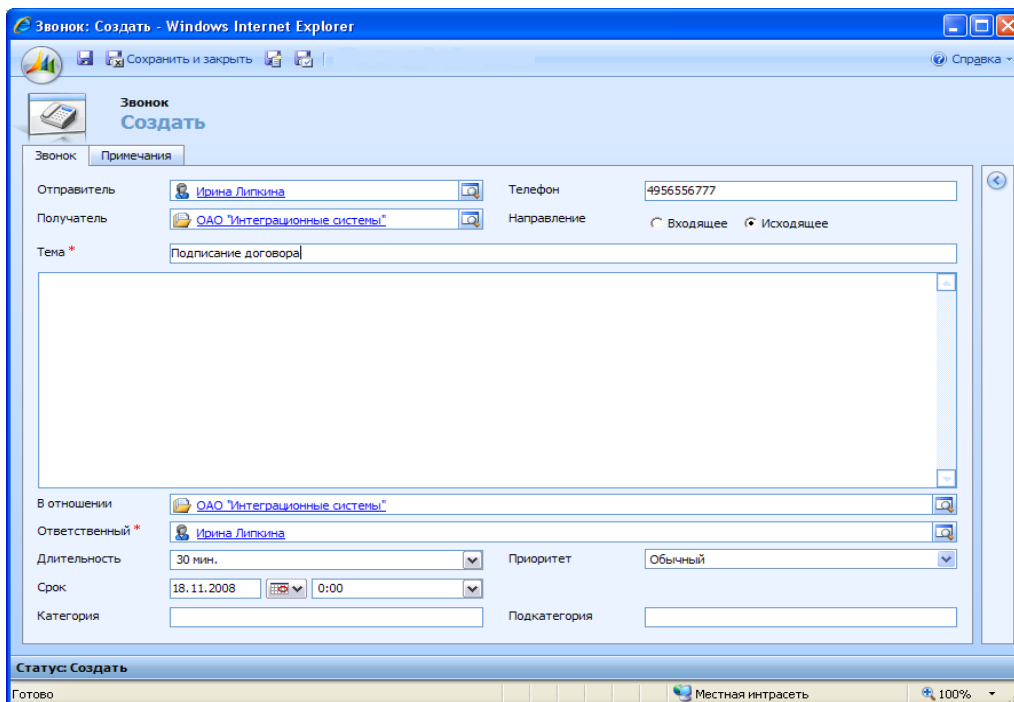 Звонок: Создать - Windows Internet Explorer
Сохранить и закрыть Справка
Звонок
Создать
Звонок Примечания
Отправитель Ирина Липкина Телефон 4956556777
Получатель ОАО "Интеграционные системы" Направление Входящее Исходящее
Тема * Подписание договора
В отношении ОАО "Интеграционные системы"
Ответственный * Ирина Липкина
Длительность 30 мин. Приоритет Обычный
Срок 18.11.2008 0:00
Категория Подкатегория
Статус: Создать
Готово Местная интрасеть 100%